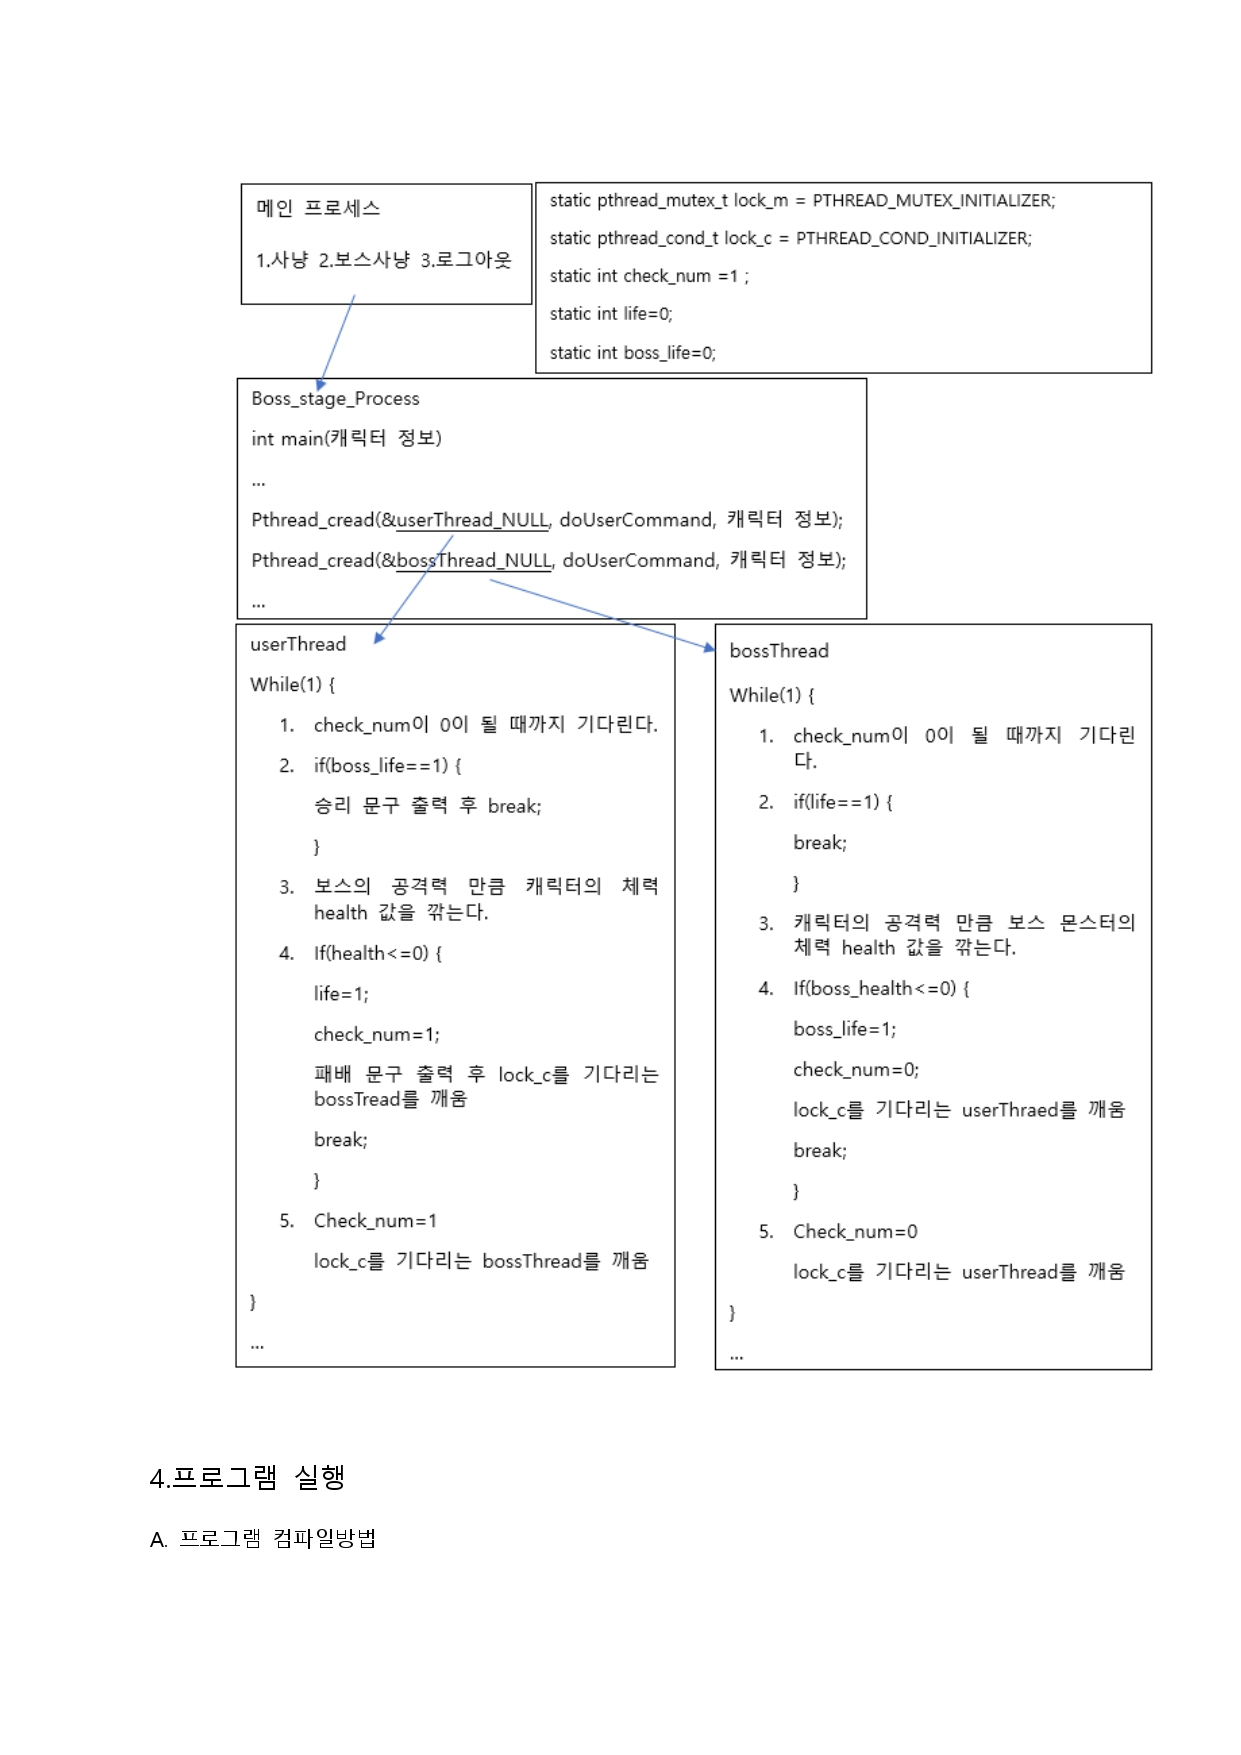 메인 프로세스
1.사냥 2.보스사냥 3.로그아웃
static pthread_mutex_t lock_m = PTHREAD_MUTEX_INITIALIZER;
static pthread_cond_t lock_c = PTHREAD_COND_INITIALIZER;
static int check_num =1 ;
static int life=0;
static int boss_life=0;
Boss_stage_Process
int main(캐릭터 정보)
...
Pthread_cread(&userThread_NULL, doUserCommand, 캐릭터 정보);
Pthread_cread(&bossThread_NULL, doUserCommand, 캐릭터 정보);
...
userThread
While(1) {
1. check_num이 0이 될 때까지 기다린다.
2. if(boss_life==1) {
승리 문구 출력 후 break;
}
3. 보스의 공격력 만큼 캐릭터의 체력
health 값을 깎는다.
4. If(health<=0) {
life=1;
check_num=1;
패배 문구 출력 후 lock_c를 기다리는
bossTread를 깨움
break;
}
5. Check_num=1
lock_c를 기다리는 bossThread를 깨움
}
...
bossThread
While(1) {
1. check_num이 0이 될 때까지 기다린
다.
2. if(life==1) {
break;
}
3. 캐릭터의 공격력 만큼 보스 몬스터의
체력 health 값을 깎는다.
4. If(boss_health<=0) {
boss_life=1;
check_num=0;
lock_c를 기다리는 userThraed를 깨움
break;
}
5. Check_num=0
lock_c를 기다리는 userThread를 깨움
}
...
4.프로그램 실행
A. 프로그램 컴파일방법